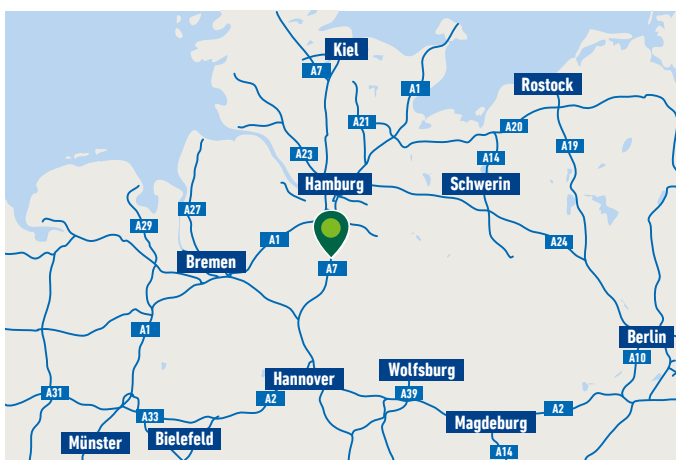 Kiel
A7
A1
Rostock
A21
A20
A23
A14
A19
Hamburg
Schwerin
A27
A29
A1
A24
Bremen
A7
A1
Berlin
A10
Wolfsburg
Hannover
A31
A2
A39
A33
A2
Magdeburg
Münster
Bielefeld
A14